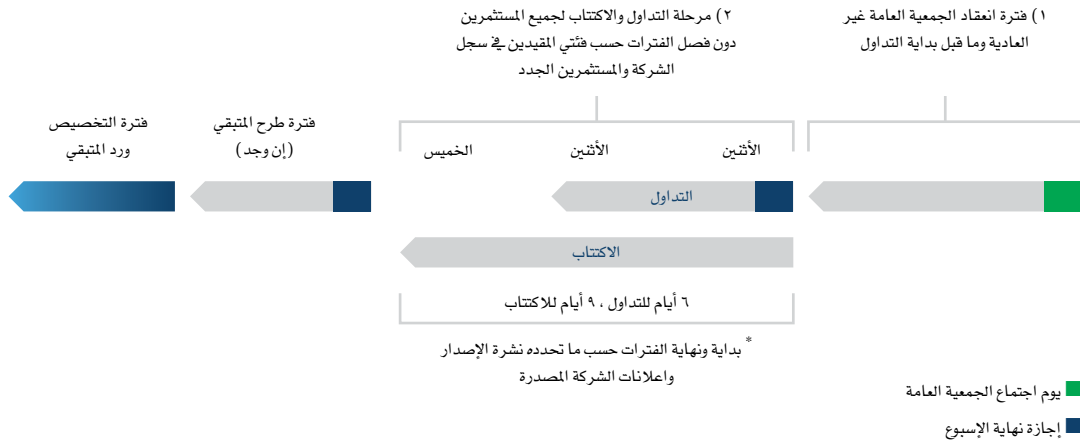 ١) فترة انعقاد الجمعية العامة غير
العادية وما قبل بداية التداول
٢) مرحلة التداول والاكتتاب لجميع المستثمرين
دون فصل الفترات حسب فئتي المقيدين في سجل
الشركة والمستثمرين الجدد
فترة طرح المتبقي
(إن وجد)
فترة التخصيص
ورد المتبقي
الأثنين
الأثنين
الخميس
التداول
الاكتتاب
٦ أيام للتداول ، ٩ أيام للاكتتاب
* بداية ونهاية الفترات حسب ما تحدده نشرة الإصدار
واعلانات الشركة المصدرة
يوم اجتماع الجمعية العامة
إجازة نهاية الإسبوع